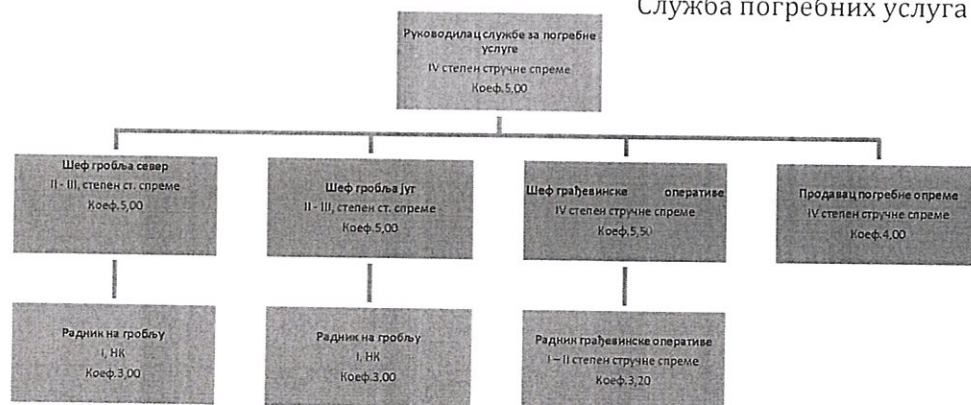 Служба погребних услуга
Руководилац службе за погребне
услуге
IV степен стручне спреме
Коеф.5,00
Шеф гробља север
II - III, степен ст. спреме
Коеф.5,00
Шеф гробља југ
II - III, степен ст. спреме
Коеф.5,00
Шеф грађевинске оперативе
IV степен стручне спреме
Коеф.5,50
Продавац погребне опреме
IV степен стручне спреме
Коеф.4,00
Радник на гробљу
I, НК
Коеф.3,00
Радник на гробљу
I, НК
Коеф.3,00
Радник грађевинске оперативе
I – II степен стручне спреме
Коеф.3,20